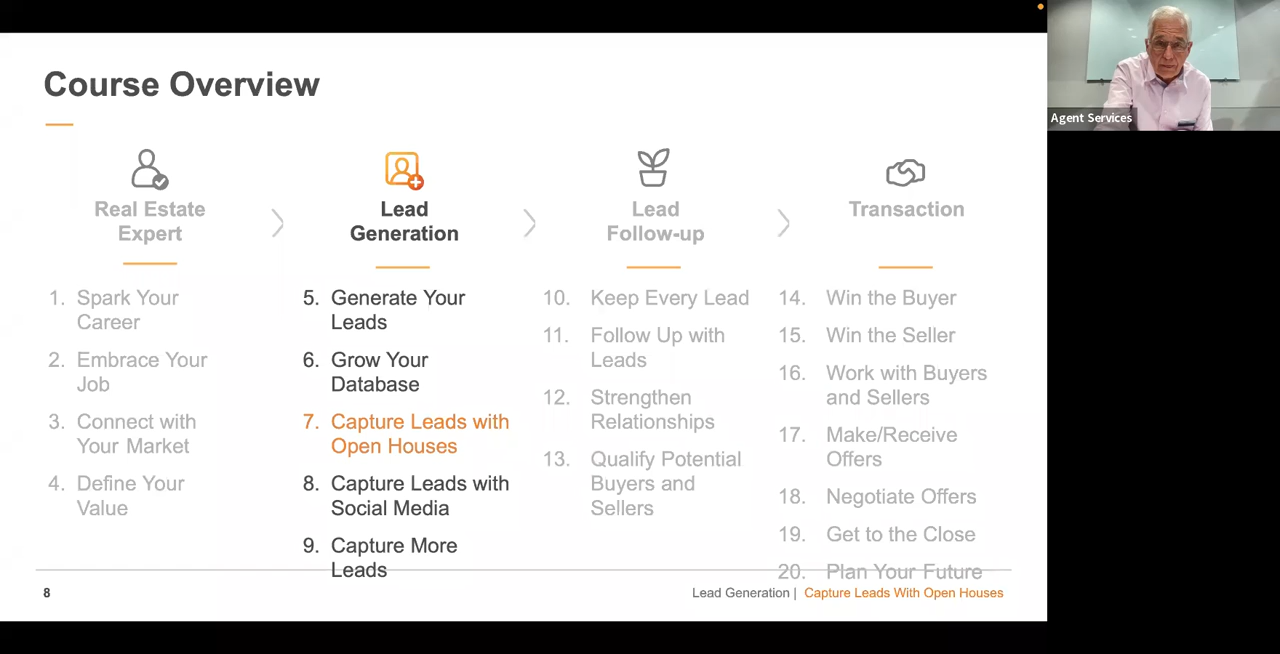 Course Overview
Agent Services
Real Estate
Expert
1. Spark Your
Career
2. Embrace Your
Job
3. Connect with
Your Market
4. Define Your
Value
Lead
Generation
5. Generate Your
Leads
6. Grow Your
Database
7. Capture Leads with
Open Houses
8. Capture Leads with
Social Media
9. Capture More
Leads
Lead
Follow-up
10. Keep Every Lead
11. Follow Up with
Leads
12. Strengthen
Relationships
13. Qualify Potential
Buyers and
Sellers
Transaction
14. Win the Buyer
15. Win the Seller
16. Work with Buyers
and Sellers
17. Make/Receive
Offers
18. Negotiate Offers
19. Get to the Close
20. Plan Your Future
8
Lead Generation | Capture Leads With Open Houses